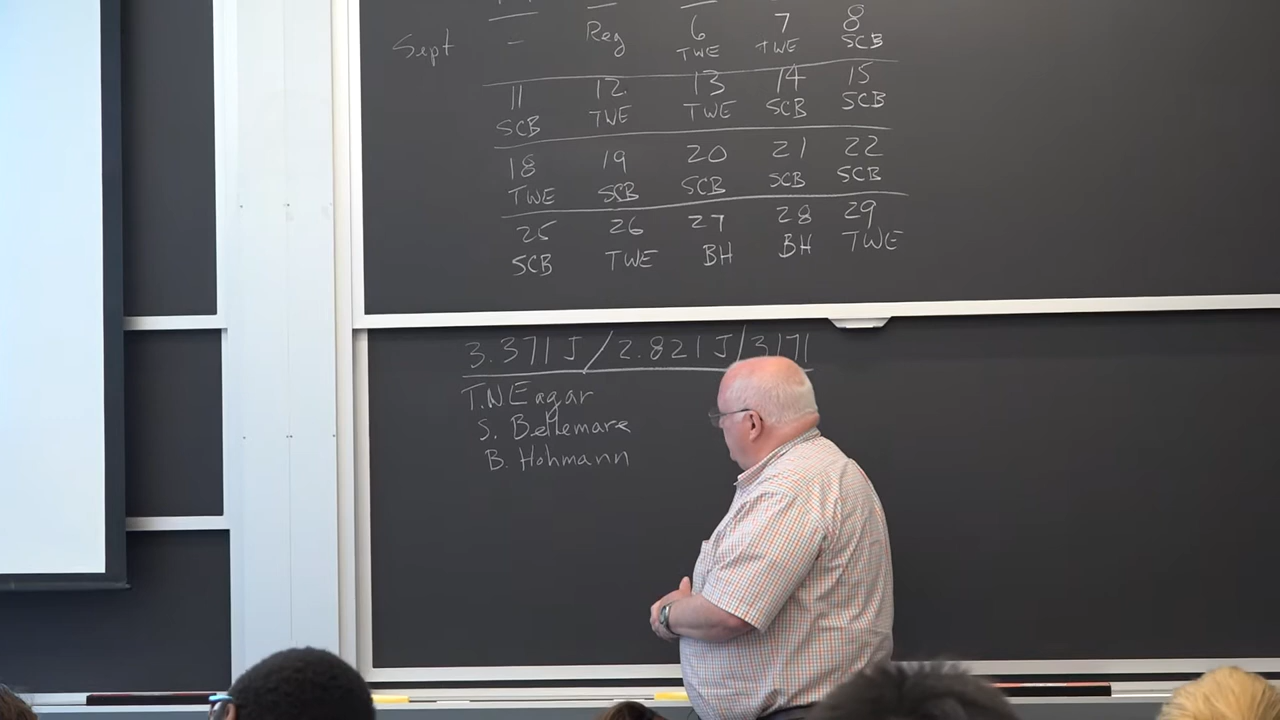 Sept - Reg 6 7 8
TWE TWE SCB
11 12 13 14 15
SCB TWE TWE SCB SCB
18 19 20 21 22
TWE SCB SCB SCB SCB
25 26 27 28 29
SCB TWE BH BH TWE
3.371 J / 2.821 J / 3171
T.W Eagar
S. Bellemare
B. Hohmann